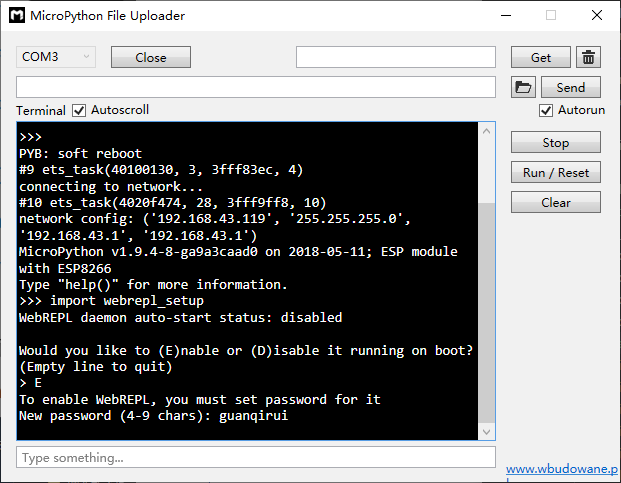 MicroPython File Uploader
COM3
Close
Get
Send
Terminal
Autoscroll
Autorun
>>>
PYB: soft reboot
#9 ets_task(40100130, 3, 3fff83ec, 4)
connecting to network...
#10 ets_task(4020f474, 28, 3fff9ff8, 10)
network config: ('192.168.43.119', '255.255.255.0',
'192.168.43.1', '192.168.43.1')
MicroPython v1.9.4-8-ga9a3caad0 on 2018-05-11; ESP module
with ESP8266
Type "help()" for more information.
>>> import webrepl_setup
WebREPL daemon auto-start status: disabled
Would you like to (E)nable or (D)isable it running on boot?
(Empty line to quit)
> E
To enable WebREPL, you must set password for it
New password (4-9 chars): guanqirui
Stop
Run / Reset
Clear
Type something...
www.wbudowane.p